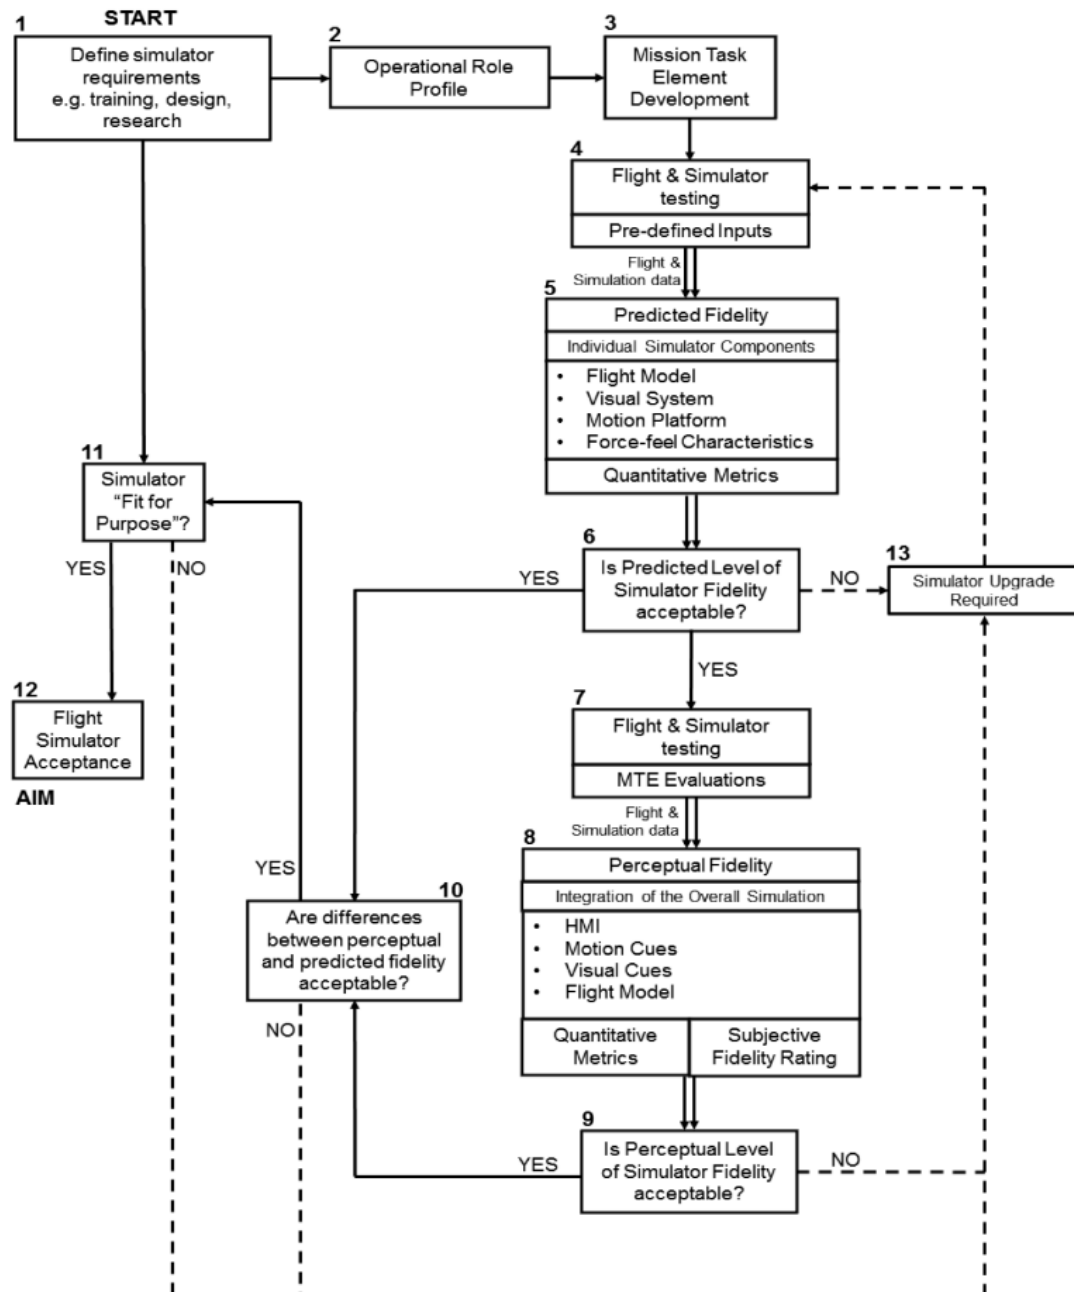 START
1
Define simulator
requirements
e.g. training, design,
research
2
Operational Role
Profile
3
Mission Task
Element
Development
4
Flight & Simulator
testing
Pre-defined Inputs
Flight &
Simulation data
5
Predicted Fidelity
Individual Simulator Components
• Flight Model
• Visual System
• Motion Platform
• Force-feel Characteristics
Quantitative Metrics
6
Is Predicted Level of
Simulator Fidelity
acceptable?
YES
NO
YES
13
Simulator Upgrade
Required
7
Flight & Simulator
testing
MTE Evaluations
Flight &
Simulation data
8
Perceptual Fidelity
Integration of the Overall Simulation
• HMI
• Motion Cues
• Visual Cues
• Flight Model
Quantitative
Metrics
Subjective
Fidelity Rating
9
Is Perceptual Level
of Simulator Fidelity
acceptable?
YES
NO
10
Are differences
between perceptual
and predicted fidelity
acceptable?
YES
NO
11
Simulator
“Fit for
Purpose”?
YES
NO
12
Flight
Simulator
Acceptance
AIM